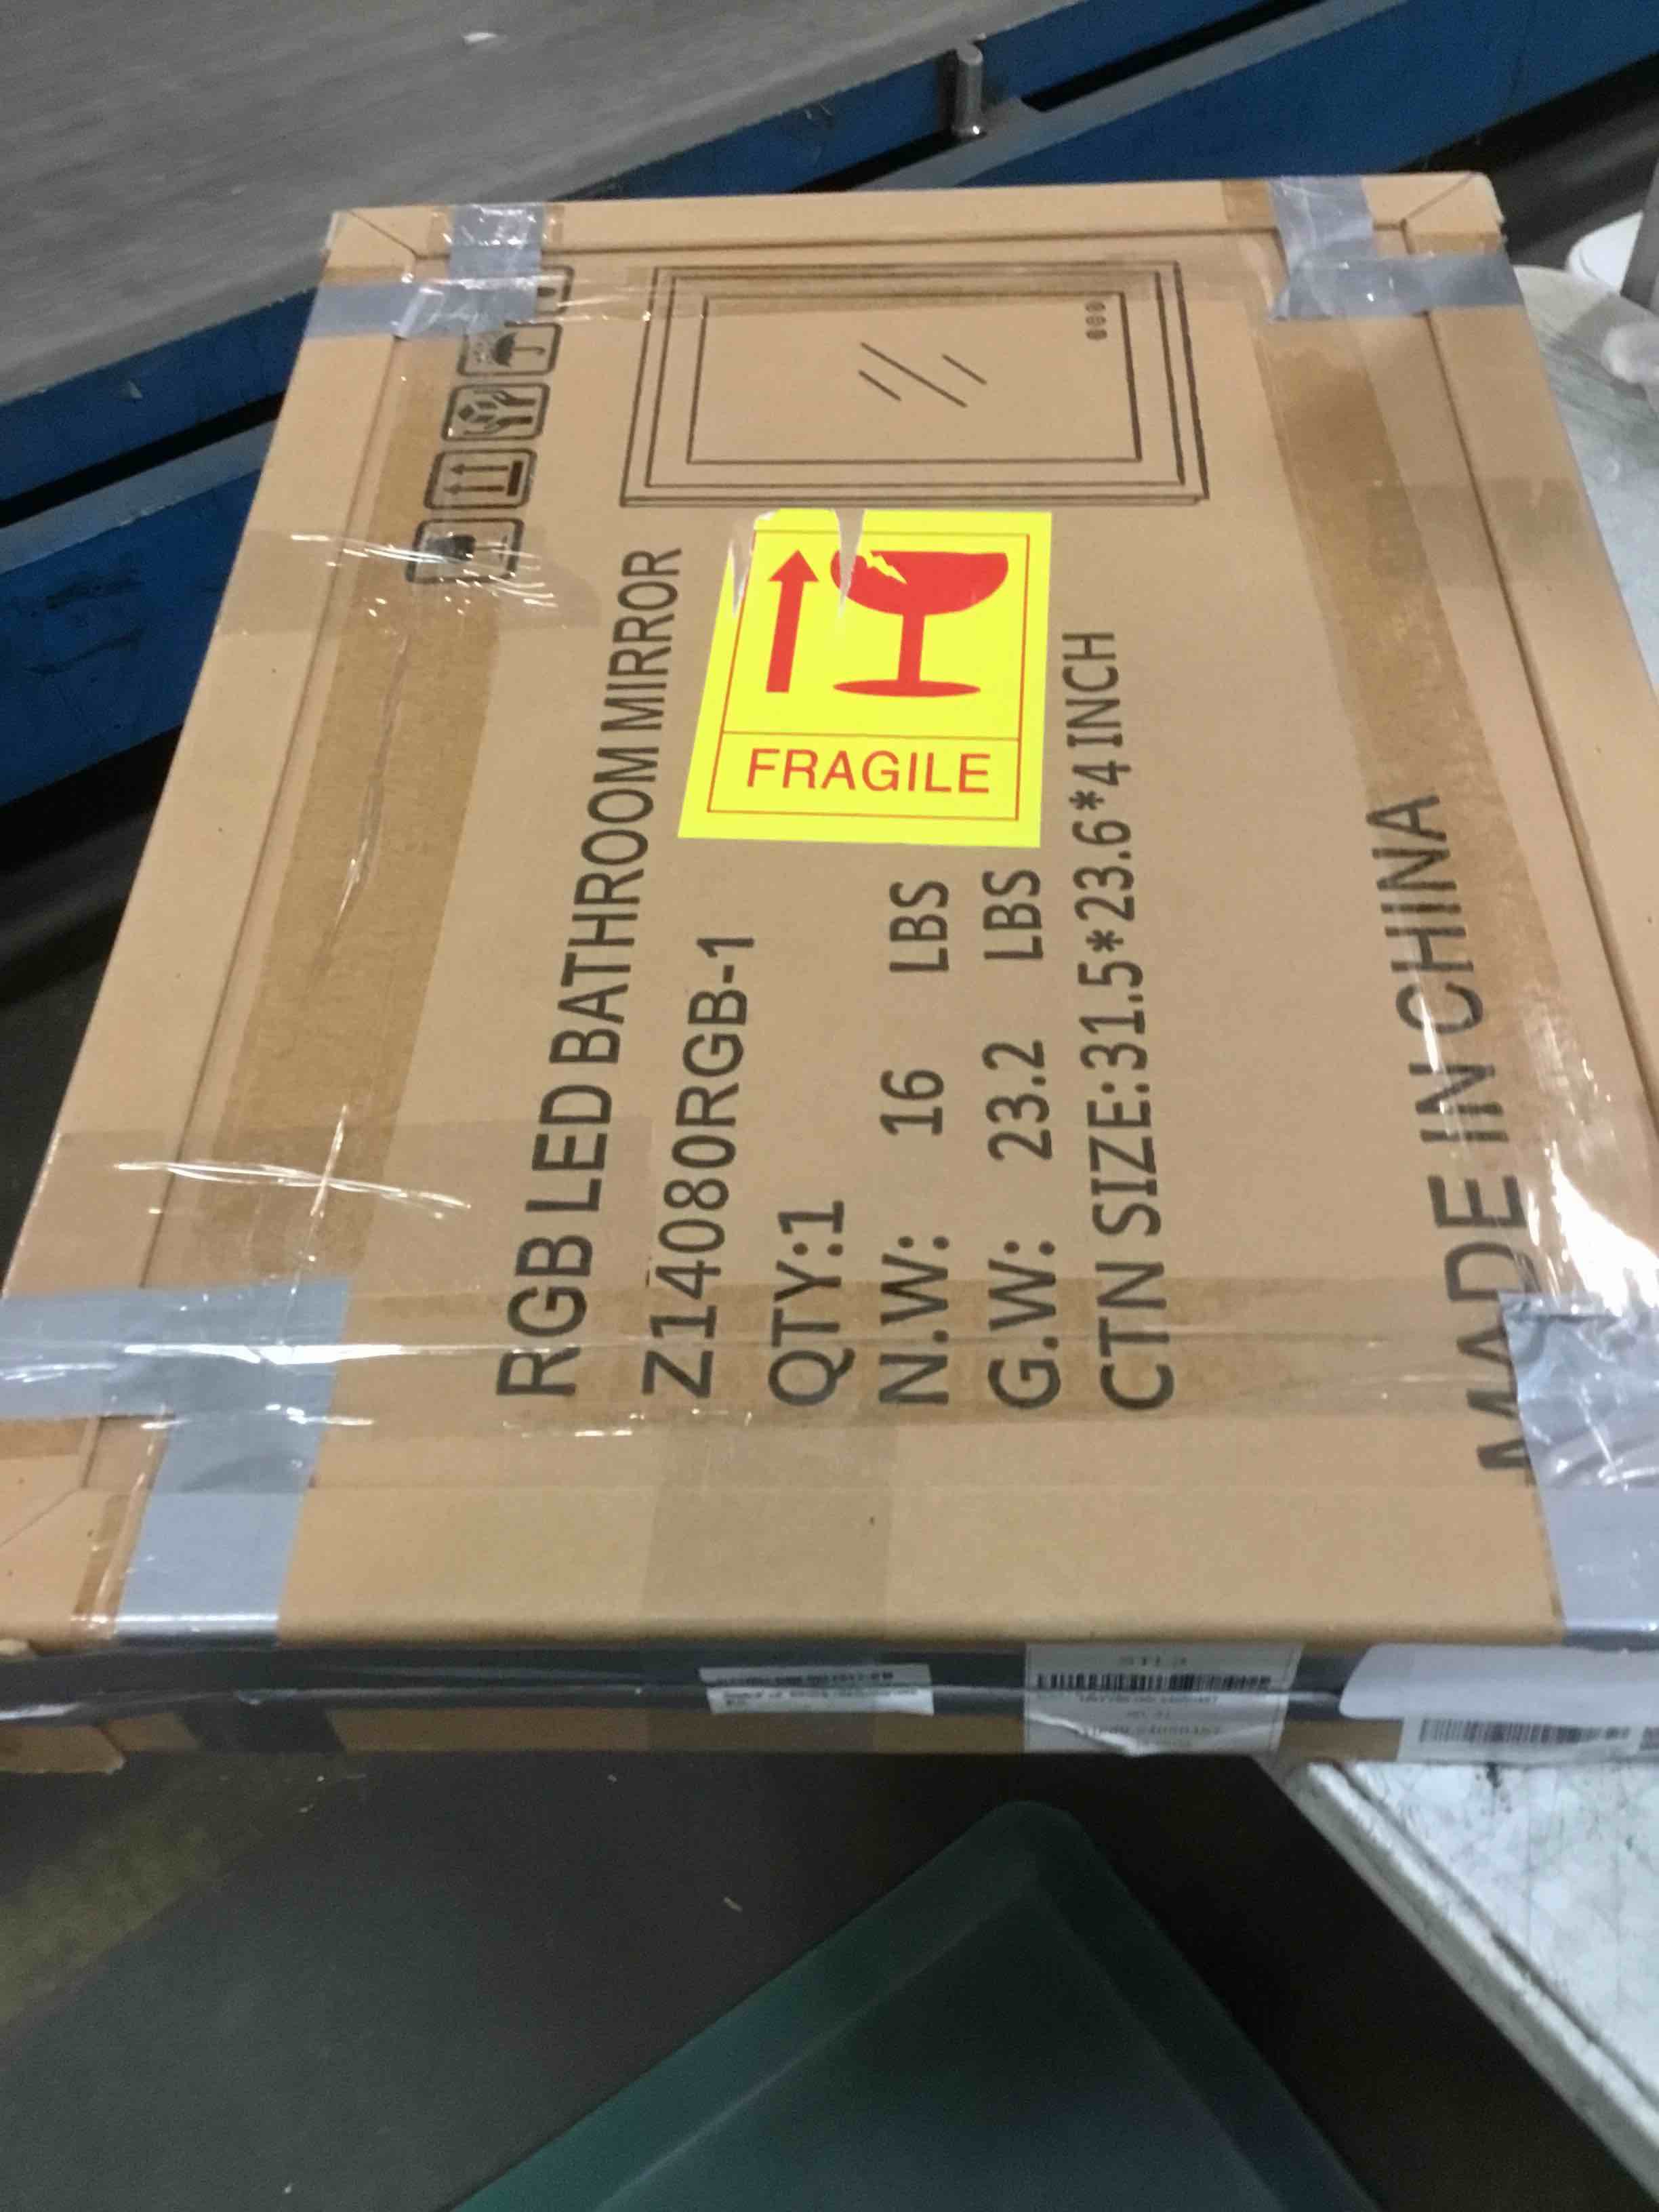 RGB LED BATHROOM MIRROR
Z14080RGB-1
QTY:1
N.W: 16 LBS
G.W: 23.2 LBS
CTN SIZE:31.5*23.6*4 INCH
MADE IN CHINA
FRAGILE